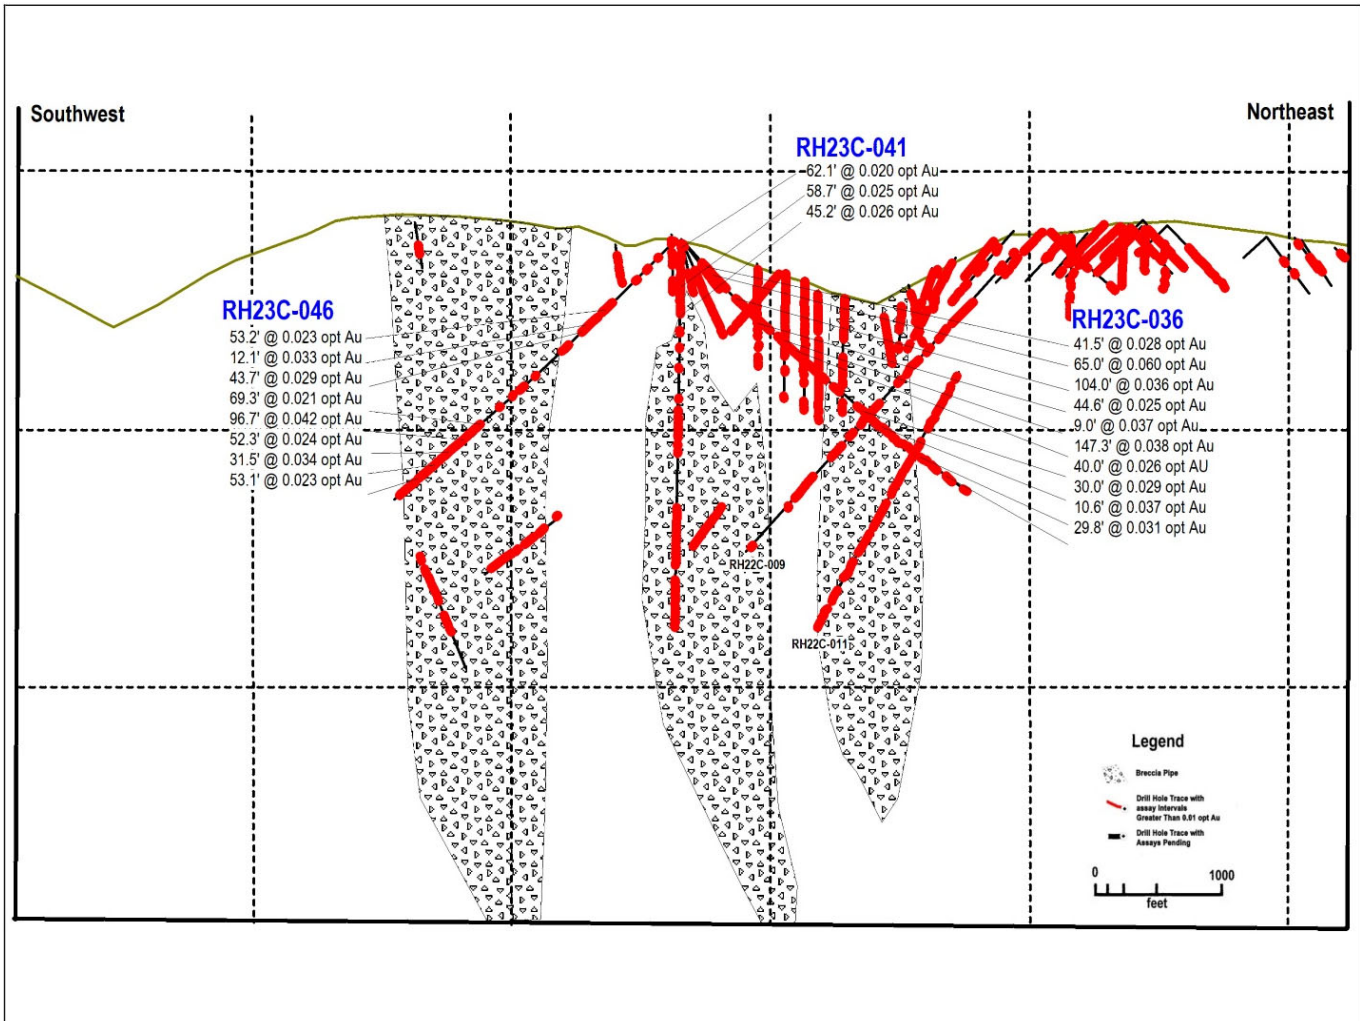 Southwest
Northeast
RH23C-041
62.1' @ 0.020 opt Au
58.7' @ 0.025 opt Au
45.2' @ 0.026 opt Au
RH23C-046
53.2' @ 0.023 opt Au
12.1' @ 0.033 opt Au
43.7' @ 0.029 opt Au
69.3' @ 0.021 opt Au
96.7' @ 0.042 opt Au
52.3' @ 0.024 opt Au
31.5' @ 0.034 opt Au
53.1' @ 0.023 opt Au
RH23C-036
41.5' @ 0.028 opt Au
65.0' @ 0.060 opt Au
104.0' @ 0.036 opt Au
44.6' @ 0.025 opt Au
9.0' @ 0.037 opt Au
147.3' @ 0.038 opt Au
40.0' @ 0.026 opt AU
30.0' @ 0.029 opt Au
10.6' @ 0.037 opt Au
29.8' @ 0.031 opt Au
RH22C-009
RH22C-011
Legend
Breccia Pipe
Drill Hole Trace with
assay intervals
Greater Than 0.01 opt Au
Drill Hole Trace with
Assays Pending
0 1000
feet